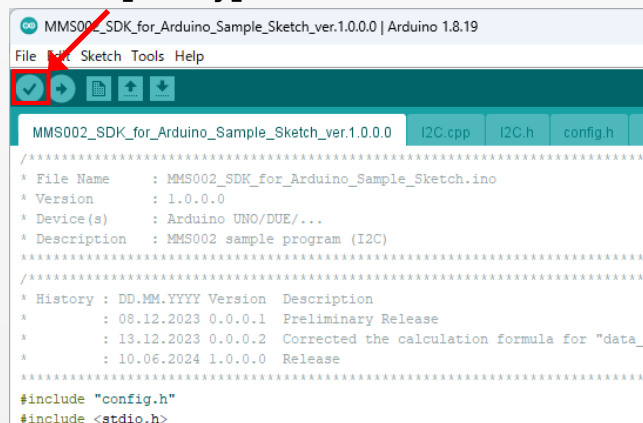 MMS002_SDK_for_Arduino_Sample_Sketch_ver.1.0.0.0 | Arduino 1.8.19
File Edit Sketch Tools Help
MMS002_SDK_for_Arduino_Sample_Sketch_ver.1.0.0.0 I2C.cpp I2C.h config.h
/******************************************************************************
* File Name : MMS002_SDK_for_Arduino_Sample_Sketch.ino
* Version : 1.0.0.0
* Device(s) : Arduino UNO/DUE/...
* Description : MMS002 sample program (I2C)
******************************************************************************
/******************************************************************************
* History : DD.MM.YYYY Version Description
* : 08.12.2023 0.0.0.1 Preliminary Release
* : 13.12.2023 0.0.0.2 Corrected the calculation formula for "data_
* : 10.06.2024 1.0.0.0 Release
******************************************************************************
#include "config.h"
#include <stdio.h>